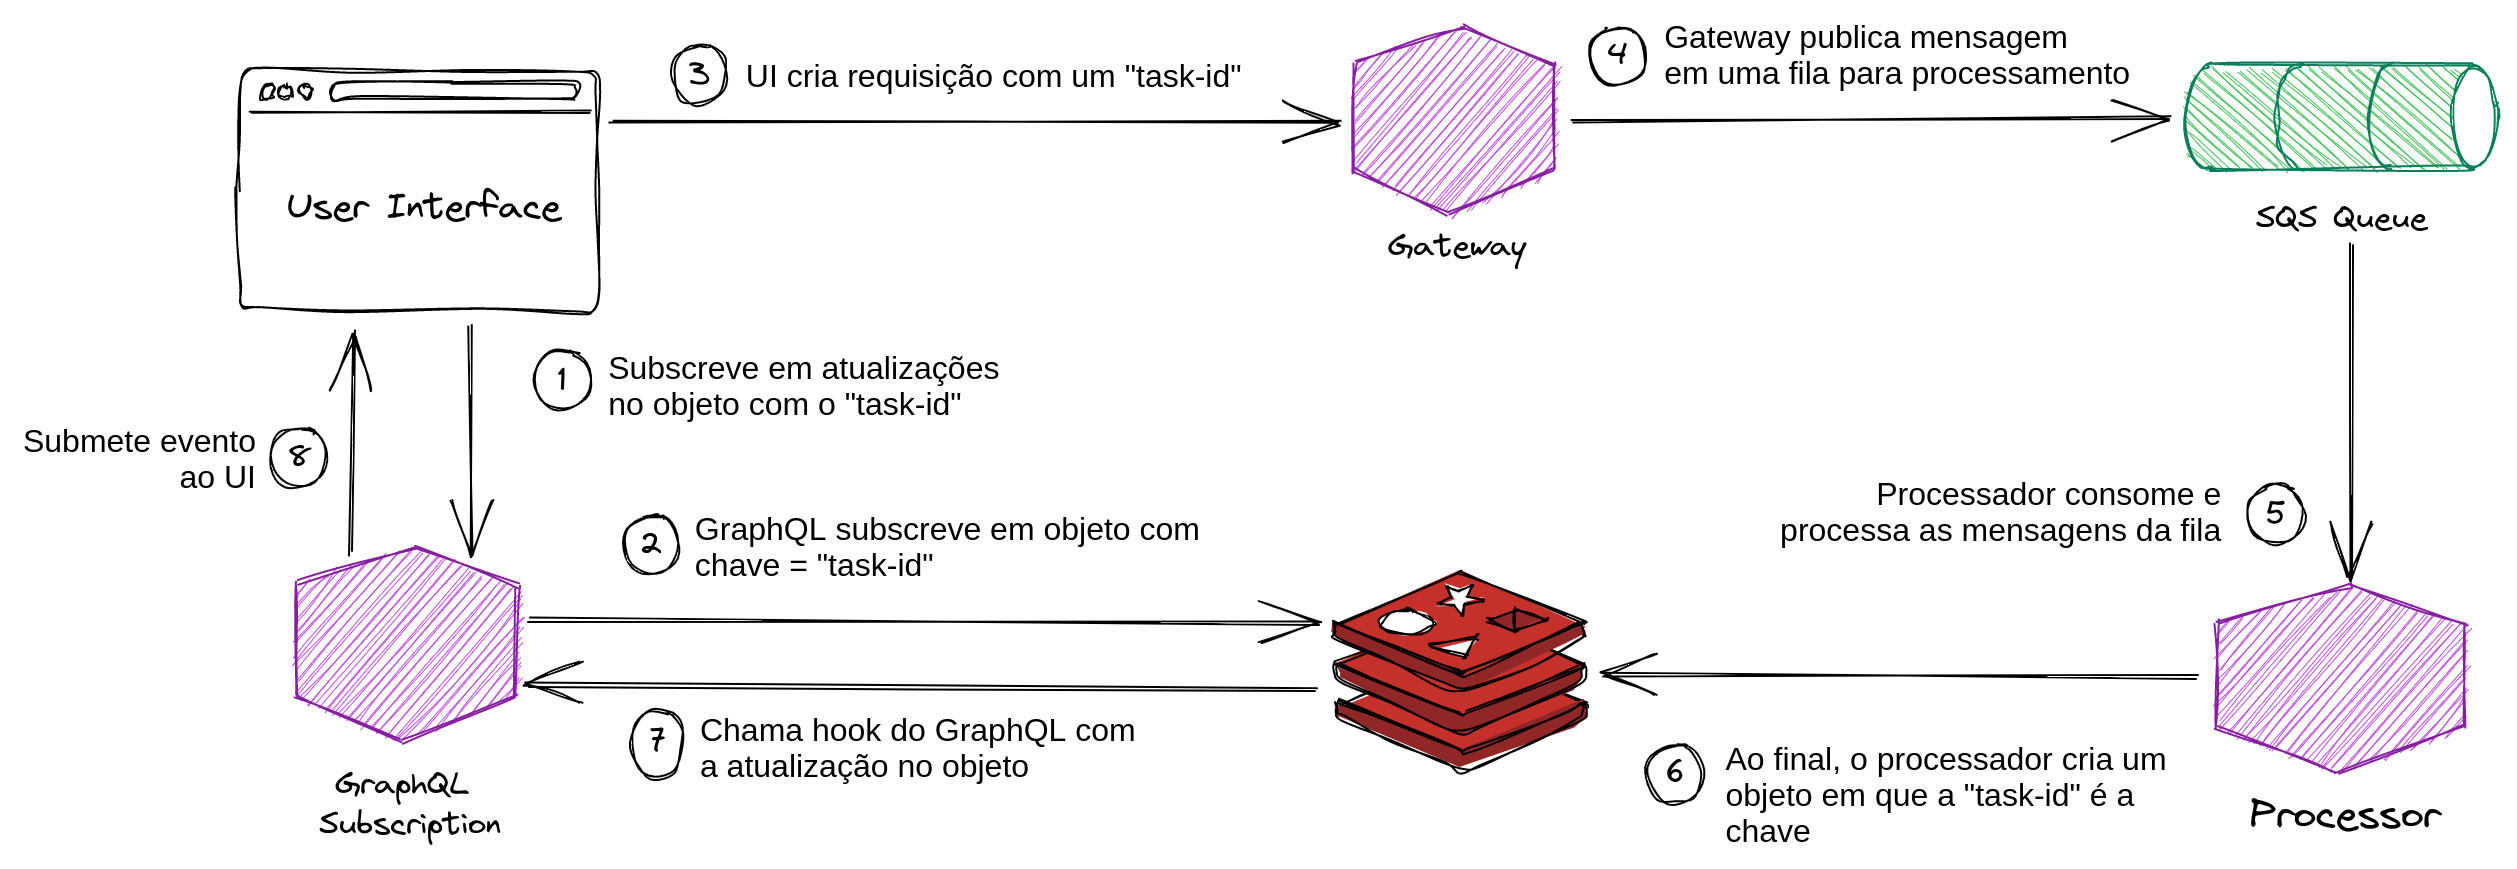 3
UI cria requisição com um "task-id"
4
Gateway publica mensagem
em uma fila para processamento
User Interface
Gateway
SQS Queue
1
Subscreve em atualizações
no objeto com o "task-id"
Submete evento
ao UI
8
2
GraphQL subscreve em objeto com
chave = "task-id"
Processador consome e
processa as mensagens da fila
5
7
Chama hook do GraphQL com
a atualização no objeto
6
Ao final, o processador cria um
objeto em que a "task-id" é a
chave
GraphQL
Subscription
Processor